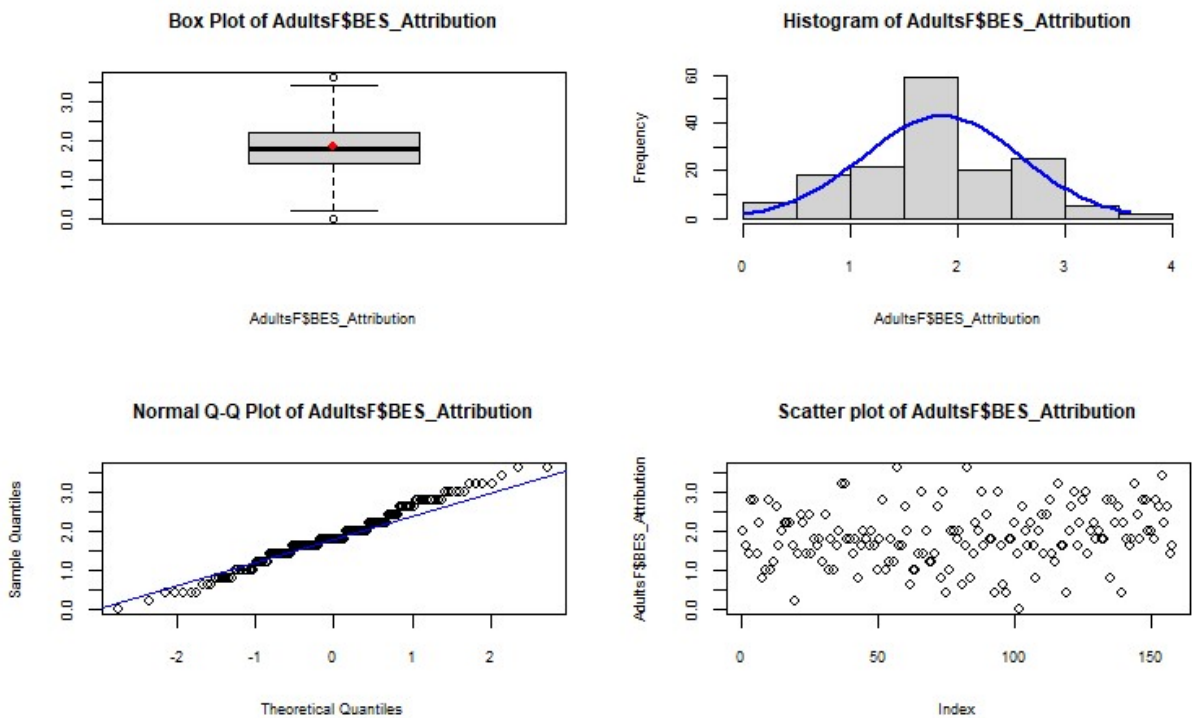 Box Plot of AdultsF$BES_Attribution
3.0
2.0
1.0
0.0
AdultsF$BES_Attribution
Histogram of AdultsF$BES_Attribution
Frequency
60
40
20
0
0 1 2 3 4
AdultsF$BES_Attribution
Normal Q-Q Plot of AdultsF$BES_Attribution
Sample Quantiles
3.0
2.0
1.0
0.0
-2 -1 0 1 2
Theoretical Quantiles
Scatter plot of AdultsF$BES_Attribution
AdultsF$BES_Attribution
3.0
2.0
1.0
0.0
0 50 100 150
Index